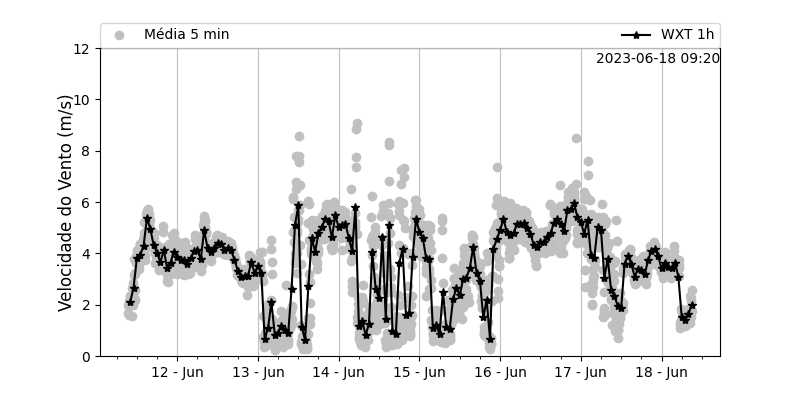 Média 5 min
WXT 1h
2023-06-18 09:20
Velocidade do Vento (m/s)
12
10
8
6
4
2
0
12 - Jun
13 - Jun
14 - Jun
15 - Jun
16 - Jun
17 - Jun
18 - Jun